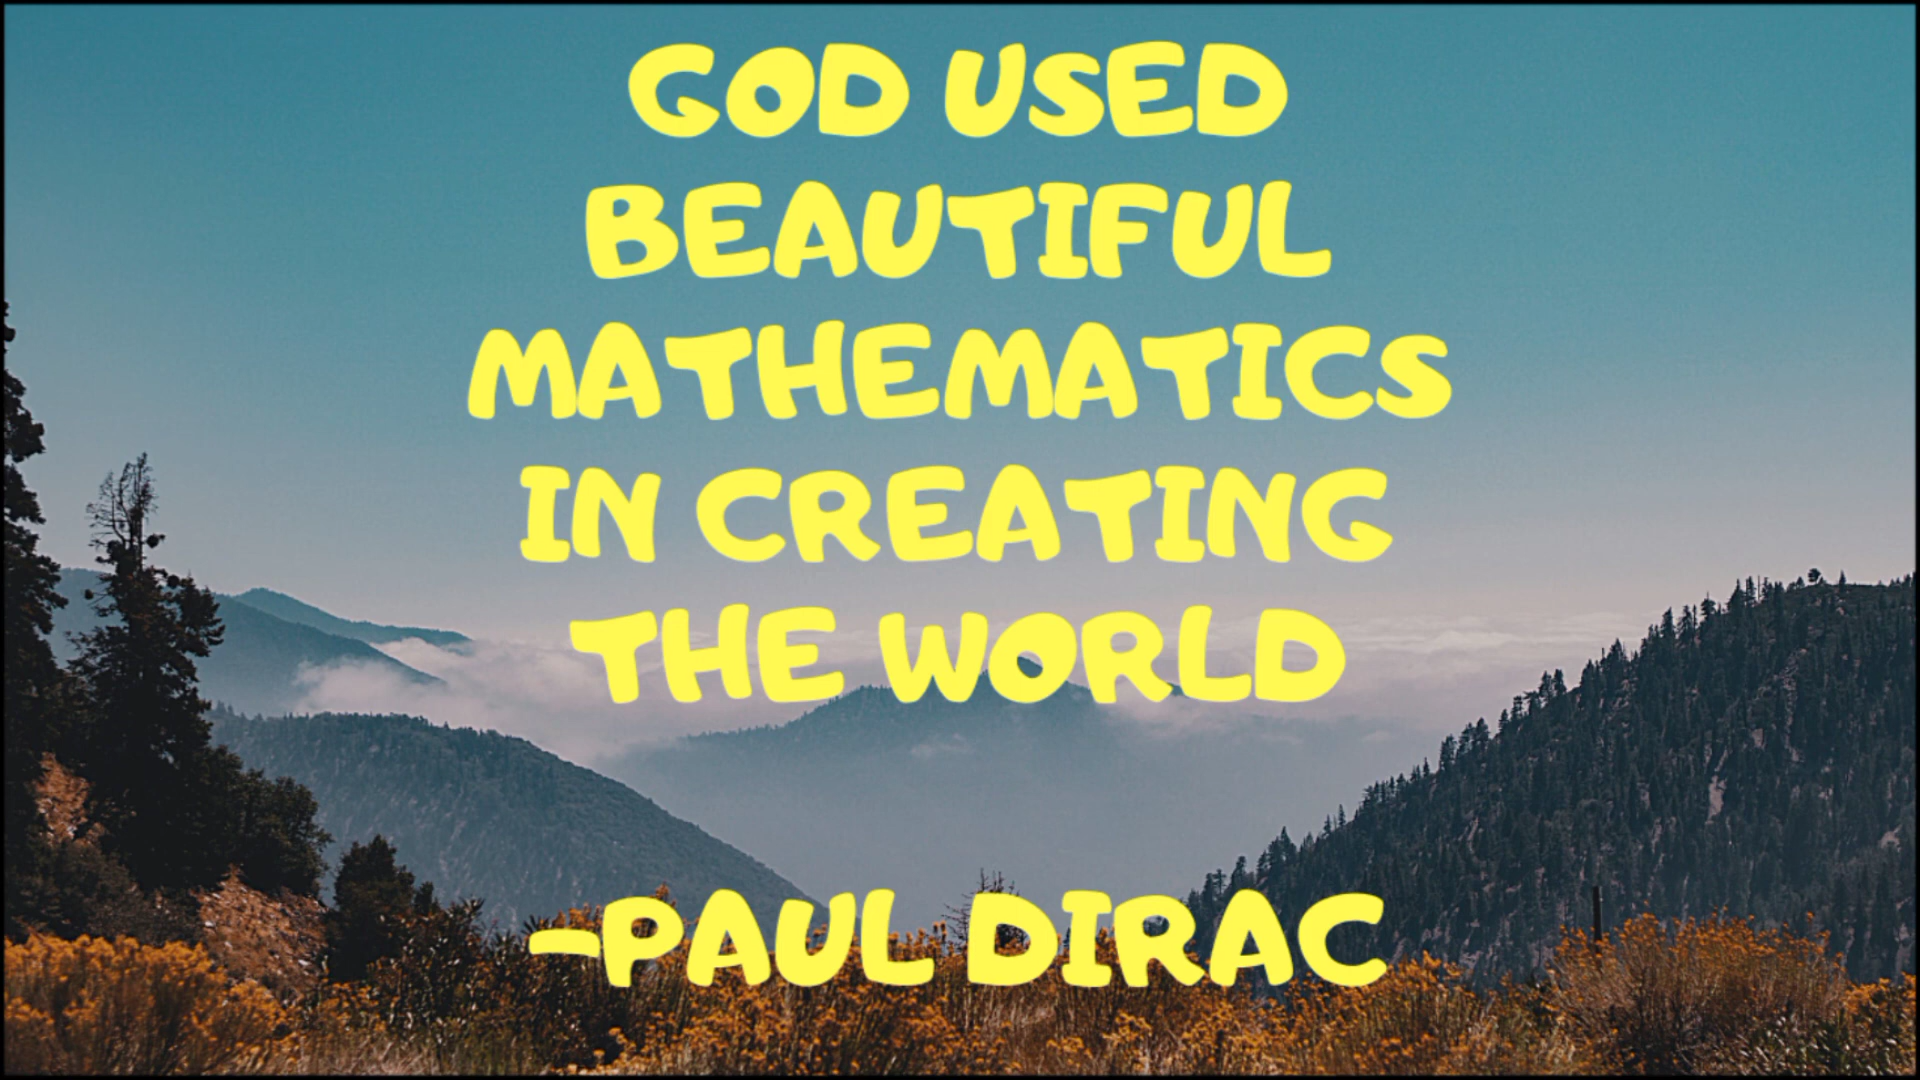 GOD USED
BEAUTIFUL
MATHEMATICS
IN CREATING
THE WORLD
-PAUL DIRAC